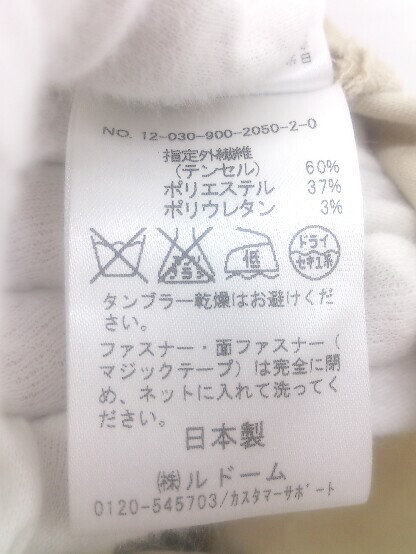 NO. 12-030-900-2050-2-0
指定外繊維
(テンセル) 60%
ポリエステル 37%
ポリウレタン 3%
低
ドライ
セキユ系
タンブラー乾燥はお避けくだ
さい。
ファスナー・面ファスナー(
マジックテープ)は完全に閉
め、ネットに入れて洗ってく
ださい。
日本製
㈱ルドーム
0120-545703/カスタマーサポート